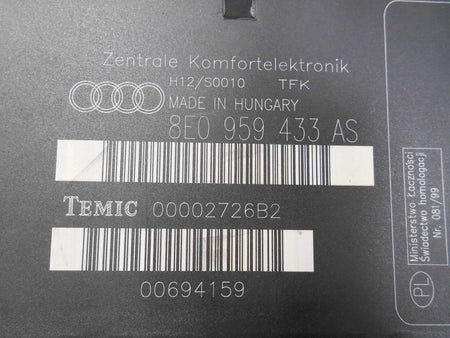 Zentrale Komfortelektronik
H12/S0010 TFK
MADE IN HUNGARY
8E0 959 433 AS
TEMIC 00002726B2
00694159
Ministerstwo Łączności
Świadectwo homologacji
Nr. 081/99
PL